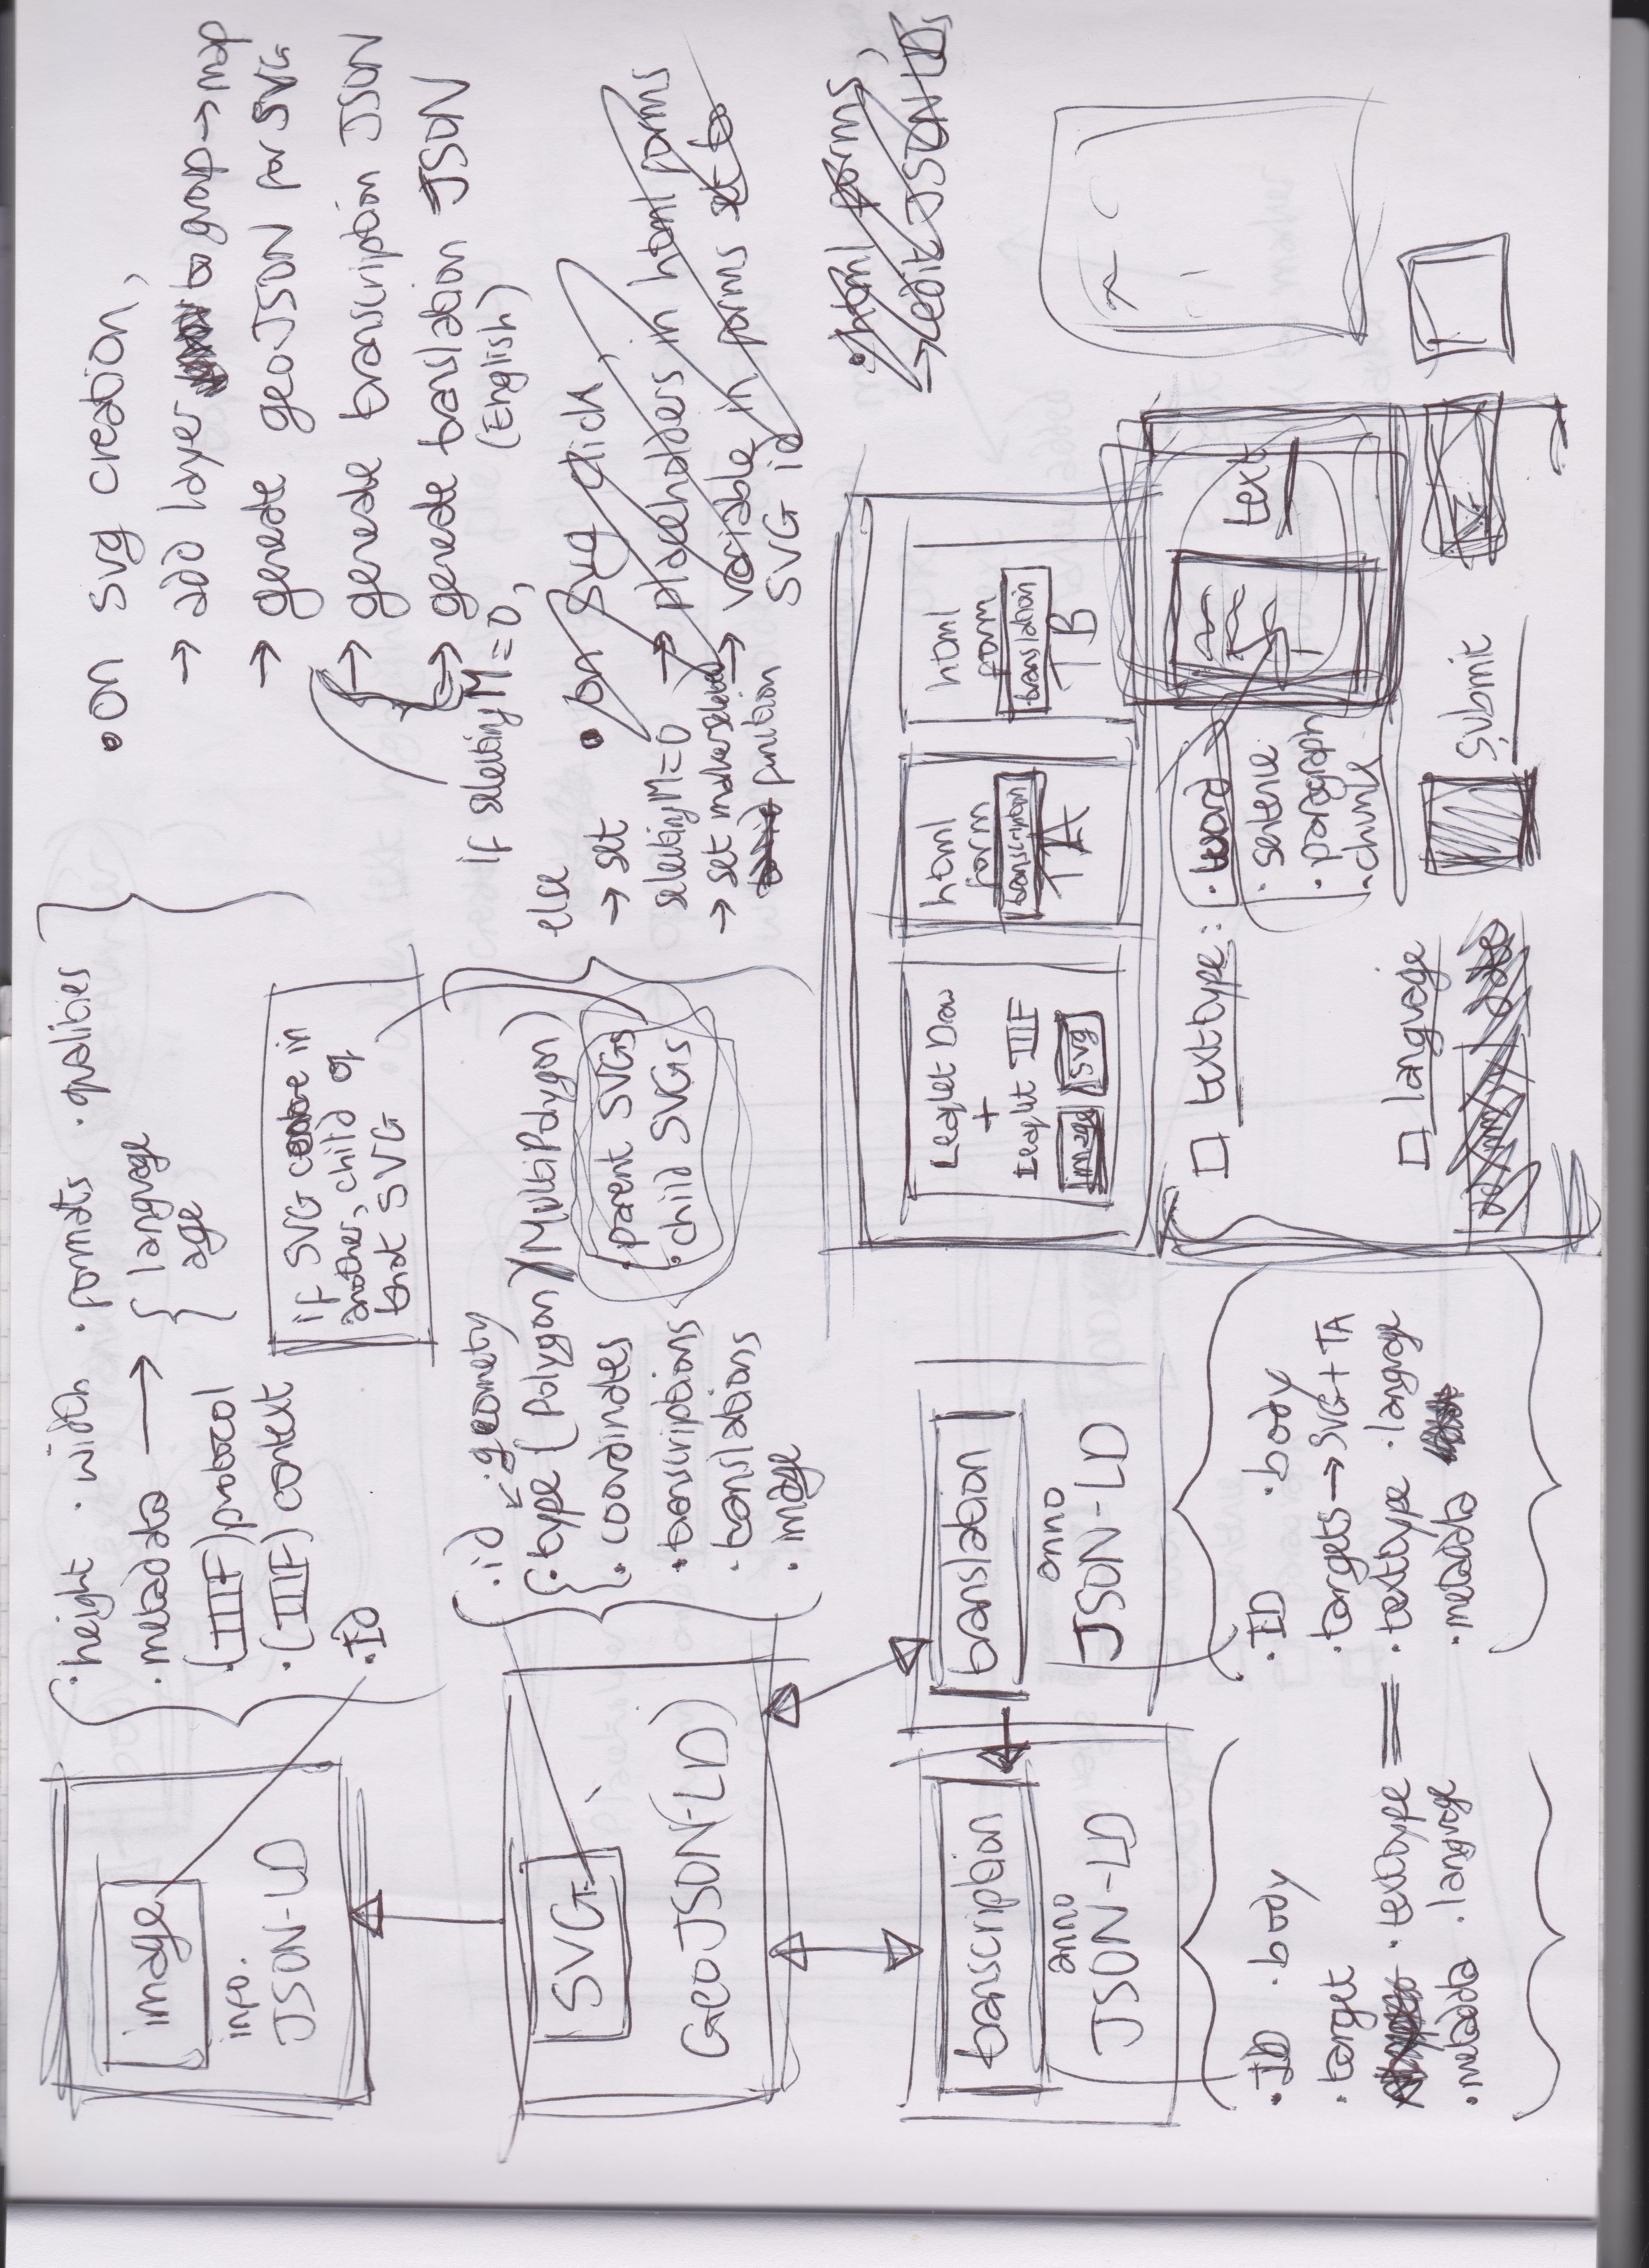 image
info.
JSON-LD
· height · width · formats · qualities
· metadata → { language
age
· (IIIF) protocol
· (IIIF) context
· ID
if SVG in
another, child of
that SVG
SVG
GeoJSON(-LD)
· id · geometry
· type { Polygon } MultiPolygon }
· coordinates
· transcriptions
· translations
· image
· parent SVGs
· child SVGs
transcription
anno
JSON-LD
translation
anno
JSON-LD
· ID · body
· target
· texttype
· metadata · language
· ID · body
· targets → SVG + TA
· texttype · language
· metadata
· on svg creation,
→ add layer to group → map
→ generate geoJSON for SVG
→ generate transcription JSON
→ generate translation JSON
(English)
if selectingM = 0,
else
→ set
selectingM = 0
→ set
function
· on svg click,
→ placeholders in html forms
→ variable in forms set to
SVG id
· html forms,
→ edit JSON-LDs
Leaflet Draw
+
Leaflet IIIF
image
svg
html
form
transcription
TA
html
form
translation
TB
□ texttype:
· word
· sentence
· paragraph
· chunk
text
□ language
submit